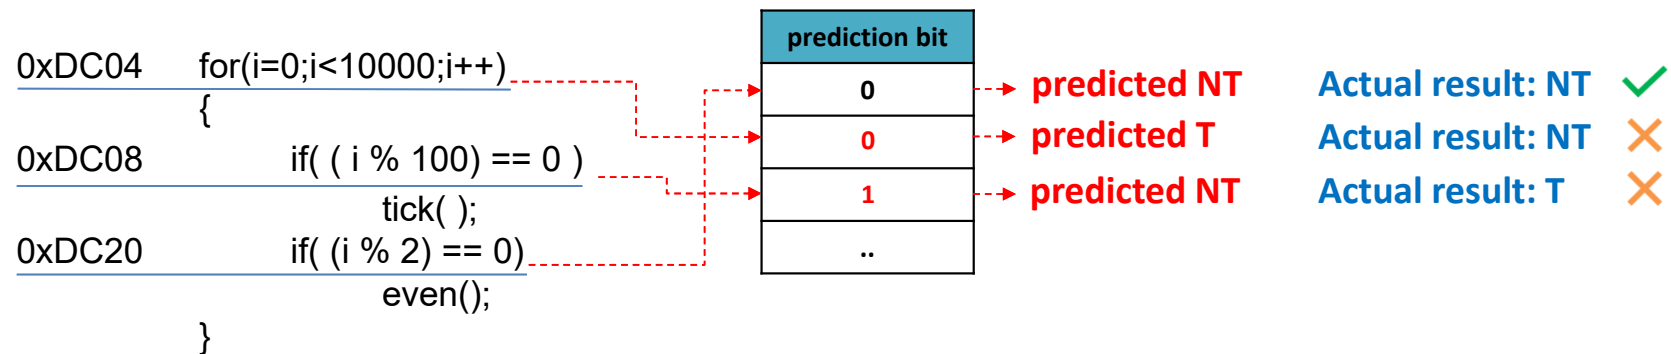 prediction bit
0xDC04 for(i=0;i<10000;i++)
0 predicted NT Actual result: NT
{
0 predicted T Actual result: NT
0xDC08 if( ( i % 100) == 0 )
1 predicted NT Actual result: T
tick( );
0xDC20 if( (i % 2) == 0)
..
even();
}